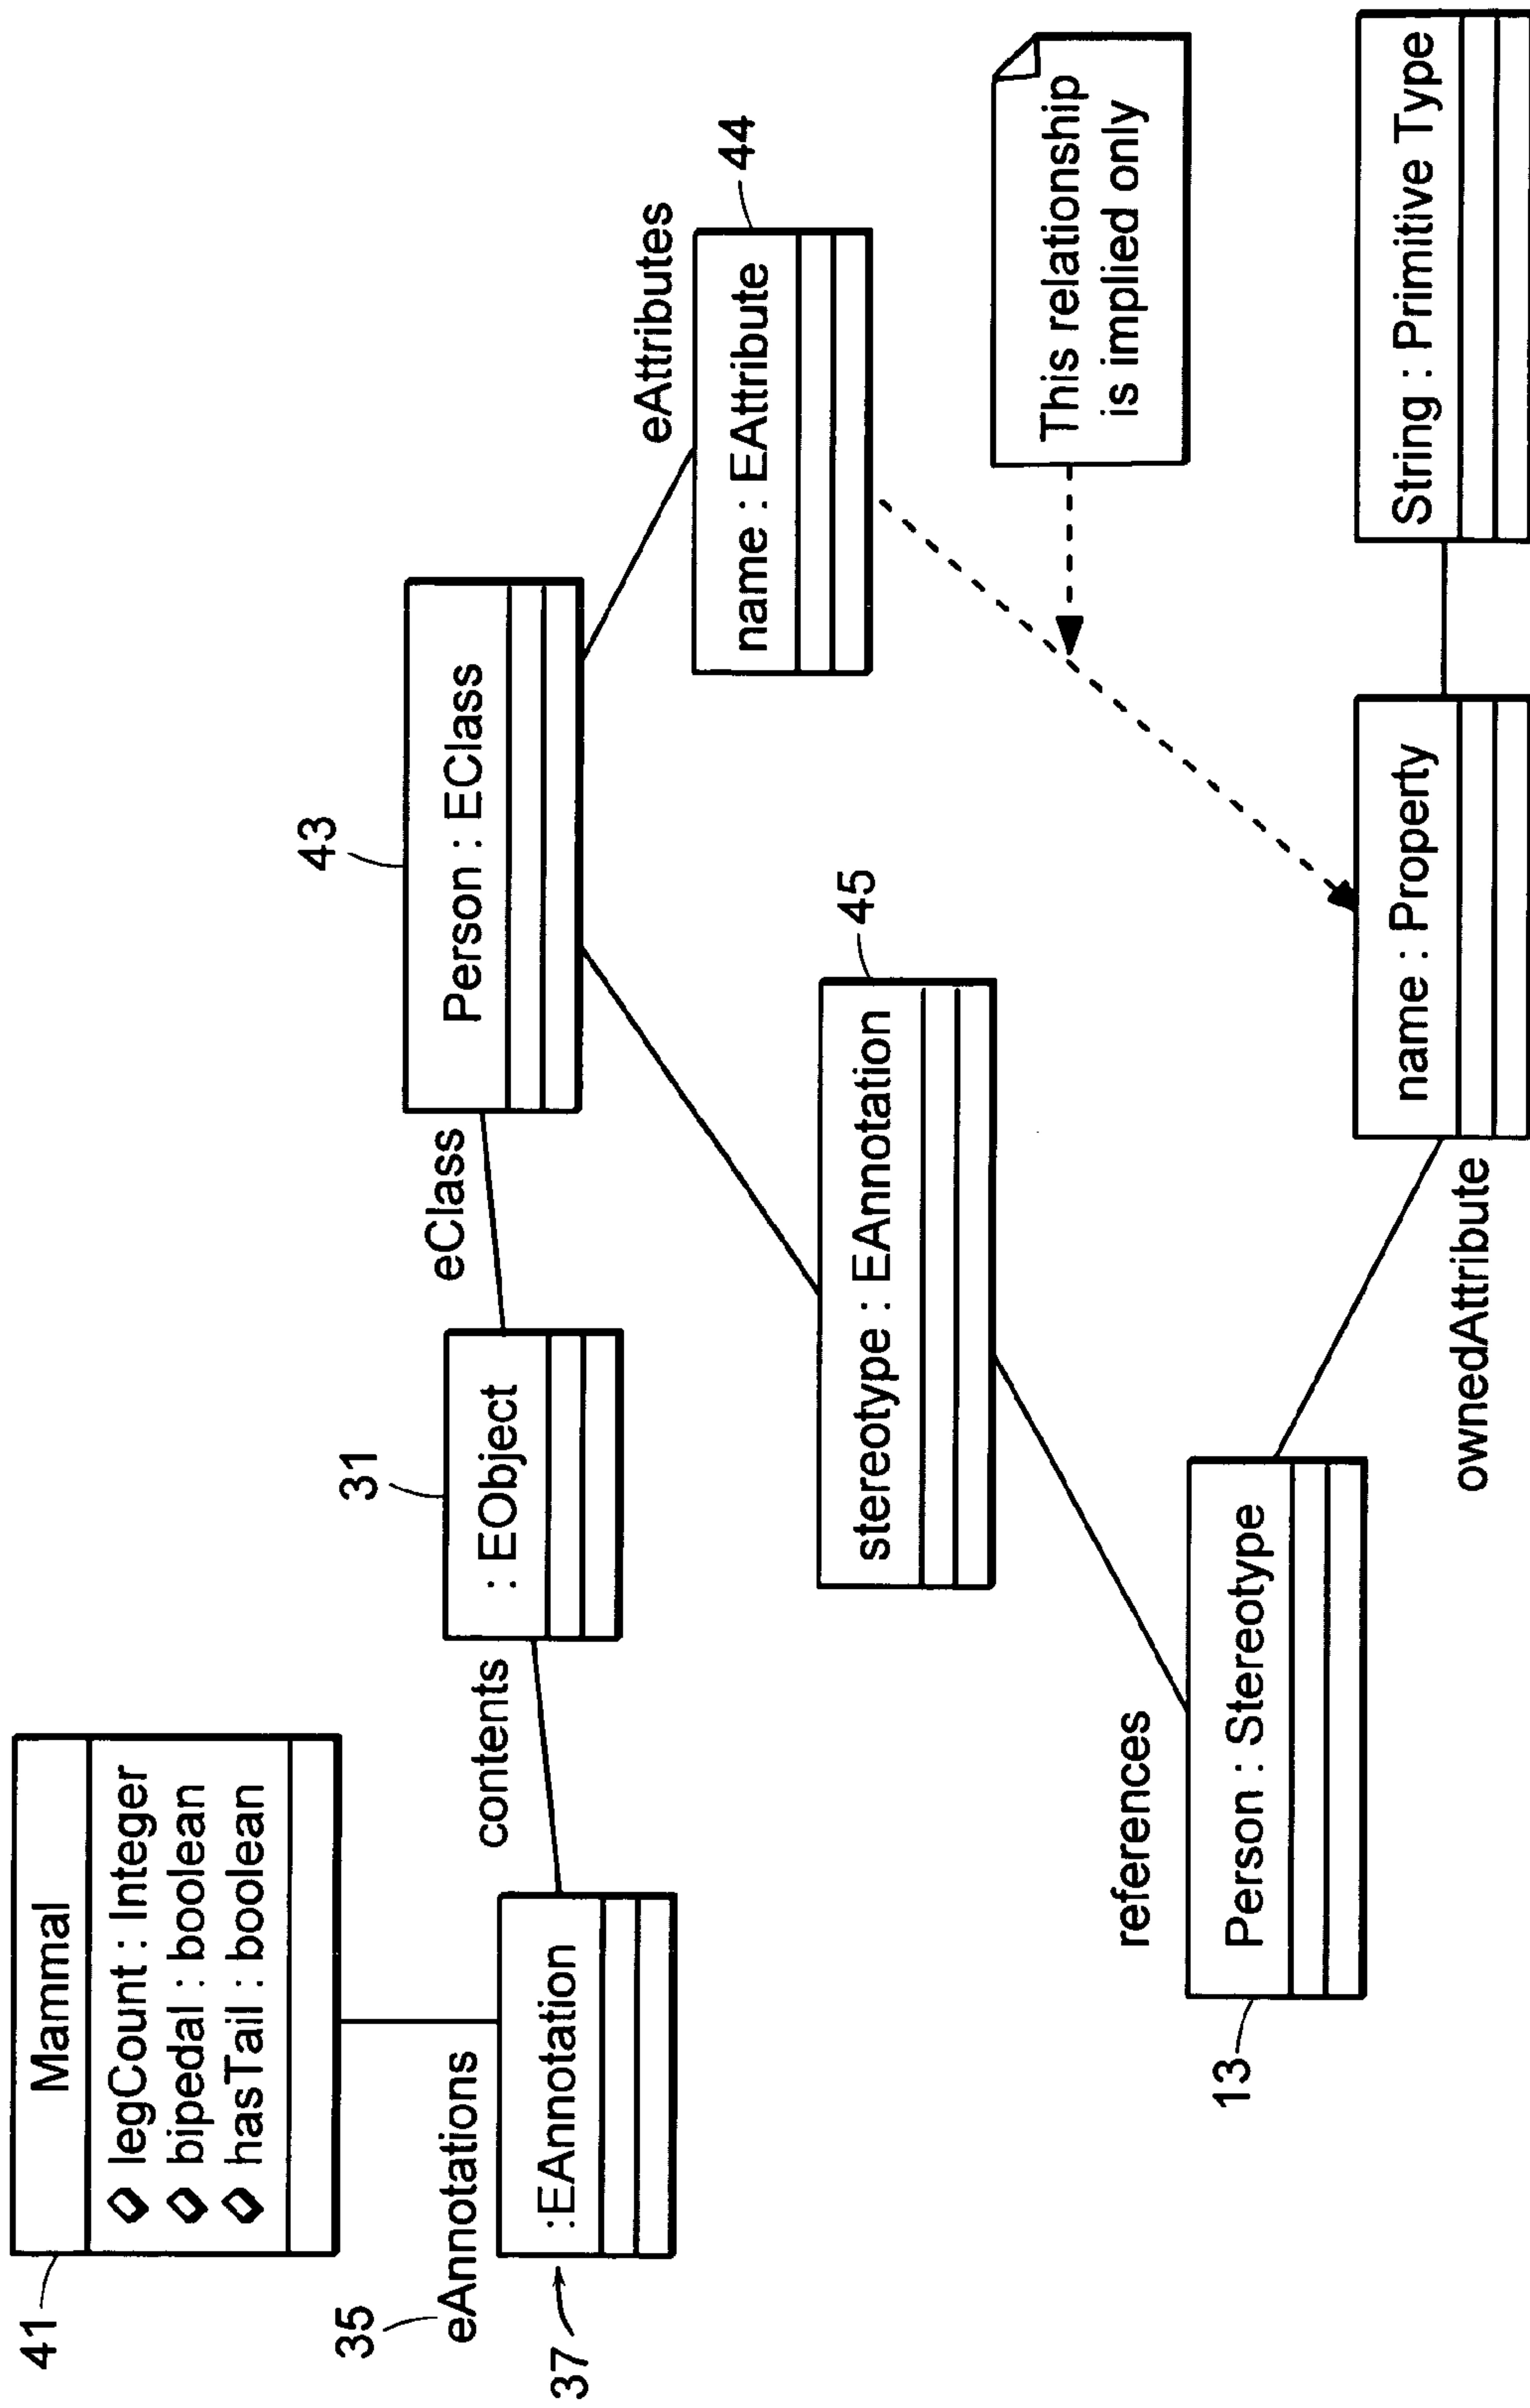 41
Mammal
legCount : Integer
bipedal : boolean
hasTail : boolean
35
eAnnotations
37
:EAnnotation
contents
31
: EObject
eClass
43
Person : EClass
eAttributes
44
name : EAttribute
45
stereotype : EAnnotation
This relationship
is implied only
references
13
Person : Stereotype
ownedAttribute
name : Property
String : Primitive Type